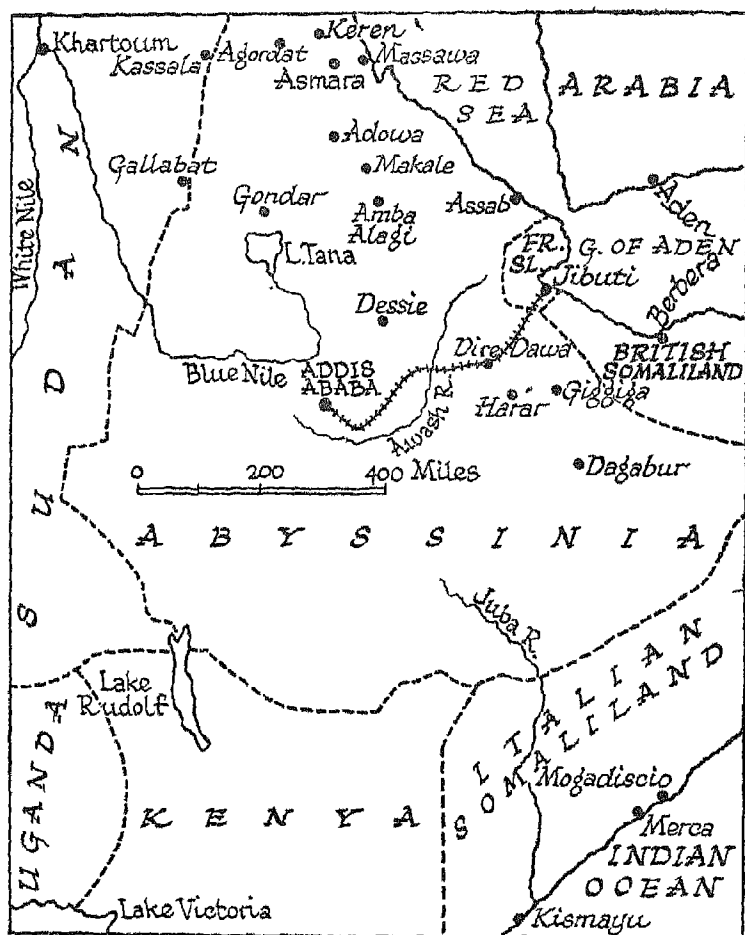 Khartoum
Keren
Kassala
Agordat
Asmara
Massawa
RED
SEA
ARABIA
Adowa
Makale
Gallabat
Gondar
Amba
Alagi
Assab
Aden
White Nile
L. Tana
FR.
SL.
G. OF ADEN
Jibuti
Berbera
Dessie
Blue Nile
ADDIS
ABABA
Dire Dawa
BRITISH
SOMALILAND
Awash R.
Harar
Giggiga
0 200 400 Miles
Dagabur
SUDAN
ABYSSINIA
Juba R.
Lake
Rudolf
ITALIAN
SOMALILAND
UGANDA
KENYA
Mogadiscio
Merca
INDIAN
OCEAN
Lake Victoria
Kismayu